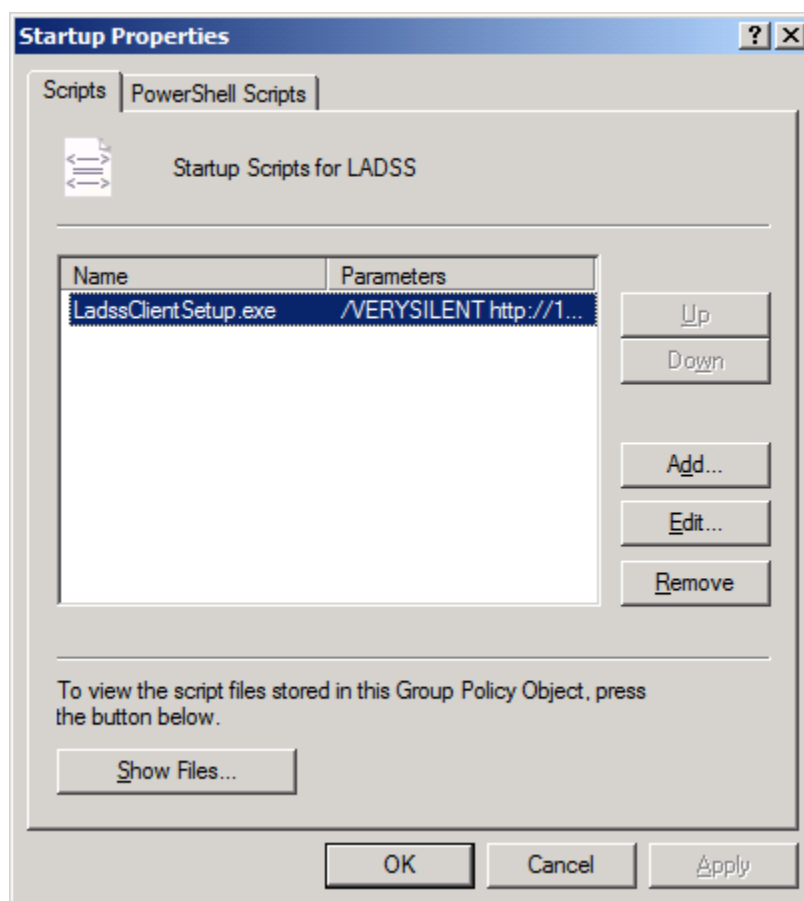 Startup Properties
Scripts
PowerShell Scripts
<—>
<—>
Startup Scripts for LADSS
Name Parameters
LadssClientSetup.exe /VERYSILENT http://1...
Up
Down
Add...
Edit...
Remove
To view the script files stored in this Group Policy Object, press
the button below.
Show Files...
OK Cancel Apply